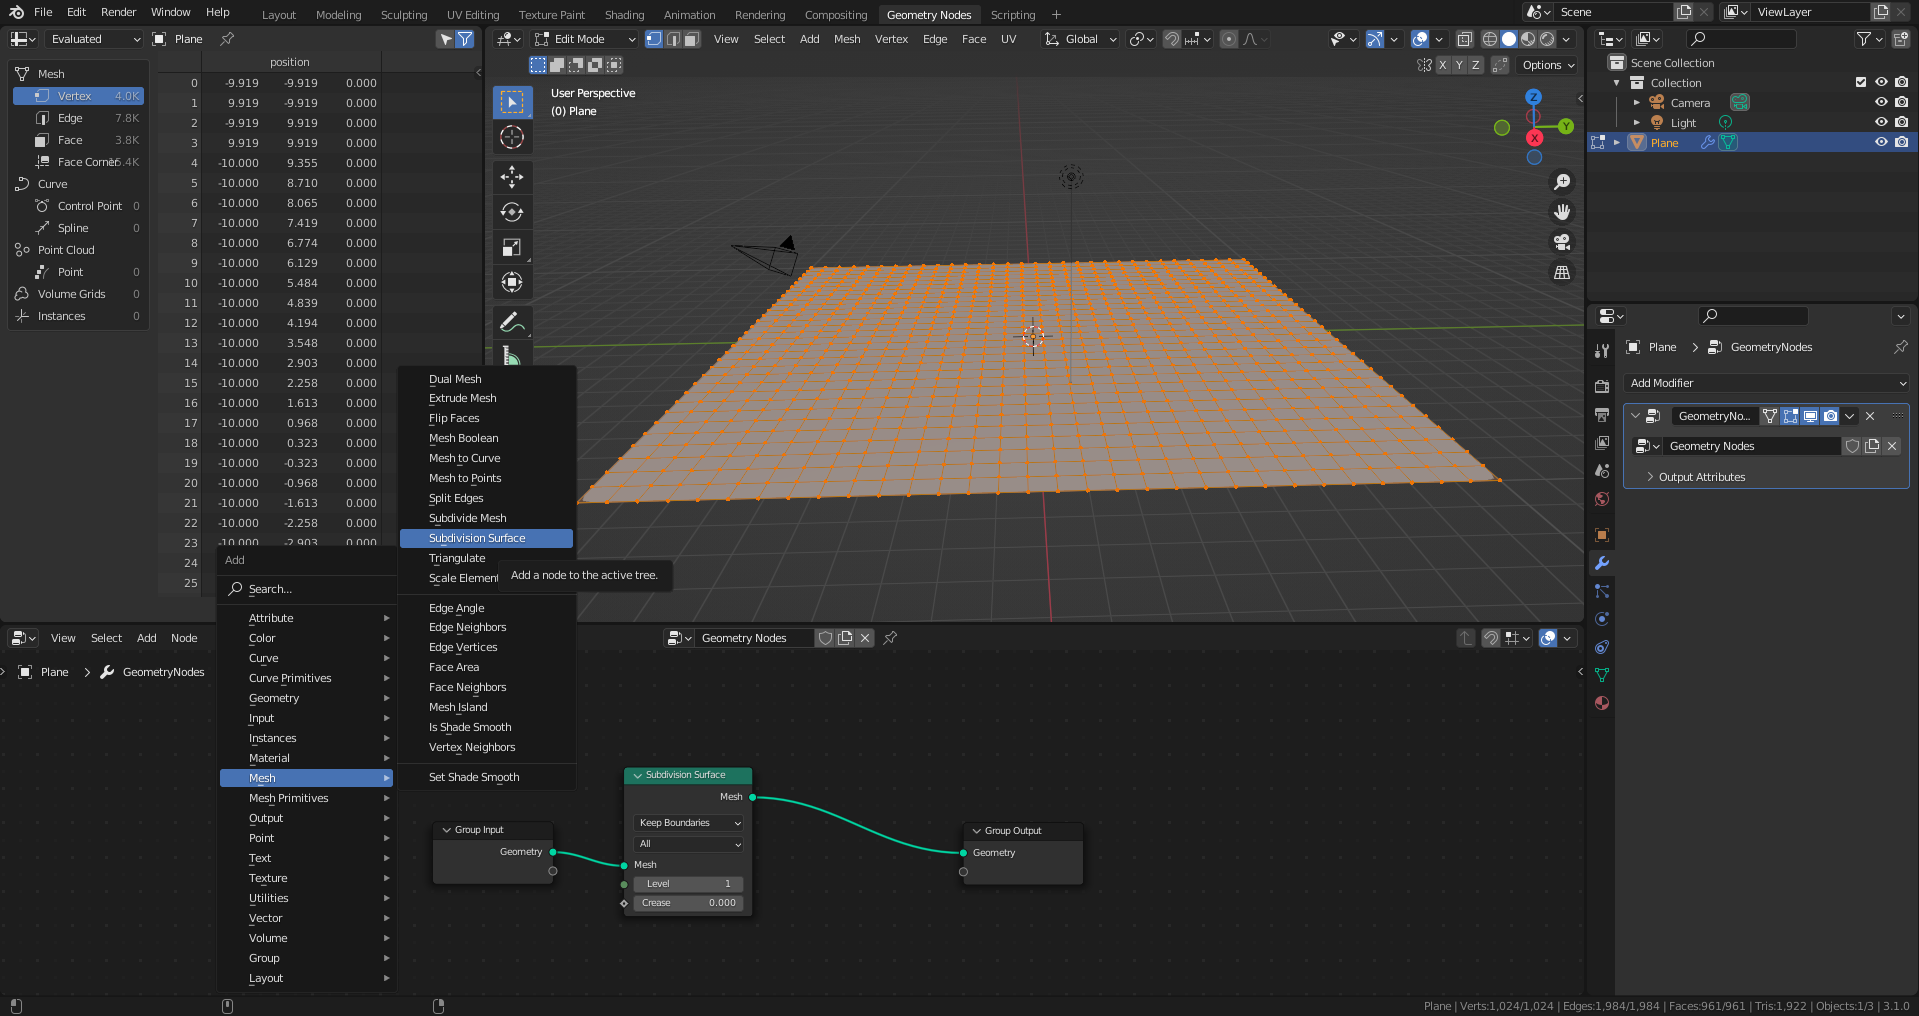 File Edit Render Window Help
Layout Modeling Sculpting UV Editing Texture Paint Shading Animation Rendering Compositing Geometry Nodes Scripting +
Scene
ViewLayer
Evaluated
Plane
Mesh
Vertex 4.0K
Edge 7.8K
Face 3.8K
Face Corner 15.4K
Curve
Control Point 0
Spline 0
Point Cloud
Point 0
Volume Grids 0
Instances 0
position
0 -9.919 -9.919 0.000
1 9.919 -9.919 0.000
2 -9.919 9.919 0.000
3 9.919 9.919 0.000
4 -10.000 9.355 0.000
5 -10.000 8.710 0.000
6 -10.000 8.065 0.000
7 -10.000 7.419 0.000
8 -10.000 6.774 0.000
9 -10.000 6.129 0.000
10 -10.000 5.484 0.000
11 -10.000 4.839 0.000
12 -10.000 4.194 0.000
13 -10.000 3.548 0.000
14 -10.000 2.903 0.000
15 -10.000 2.258 0.000
16 -10.000 1.613 0.000
17 -10.000 0.968 0.000
18 -10.000 0.323 0.000
19 -10.000 -0.323 0.000
20 -10.000 -0.968 0.000
21 -10.000 -1.613 0.000
22 -10.000 -2.258 0.000
23 -10.000 -2.903 0.000
24
25
Edit Mode
View Select Add Mesh Vertex Edge Face UV
Global
X Y Z
Options
User Perspective
(0) Plane
Z
Y
X
Scene Collection
Collection
Camera
Light
Plane
Plane
GeometryNodes
Add Modifier
GeometryNo...
Geometry Nodes
Output Attributes
Dual Mesh
Extrude Mesh
Flip Faces
Mesh Boolean
Mesh to Curve
Mesh to Points
Split Edges
Subdivide Mesh
Subdivision Surface
Triangulate
Scale Element
Add a node to the active tree.
Edge Angle
Edge Neighbors
Edge Vertices
Face Area
Face Neighbors
Mesh Island
Is Shade Smooth
Vertex Neighbors
Set Shade Smooth
Add
Search...
Attribute
Color
Curve
Curve Primitives
Geometry
Input
Instances
Material
Mesh
Mesh Primitives
Output
Point
Text
Texture
Utilities
Vector
Volume
Group
Layout
View Select Add Node
Geometry Nodes
Plane
GeometryNodes
Group Input
Geometry
Subdivision Surface
Mesh
Keep Boundaries
All
Mesh
Level 1
Crease 0.000
Group Output
Geometry
Plane | Verts:1,024/1,024 | Edges:1,984/1,984 | Faces:961/961 | Tris:1,922 | Objects:1/3 | 3.1.0